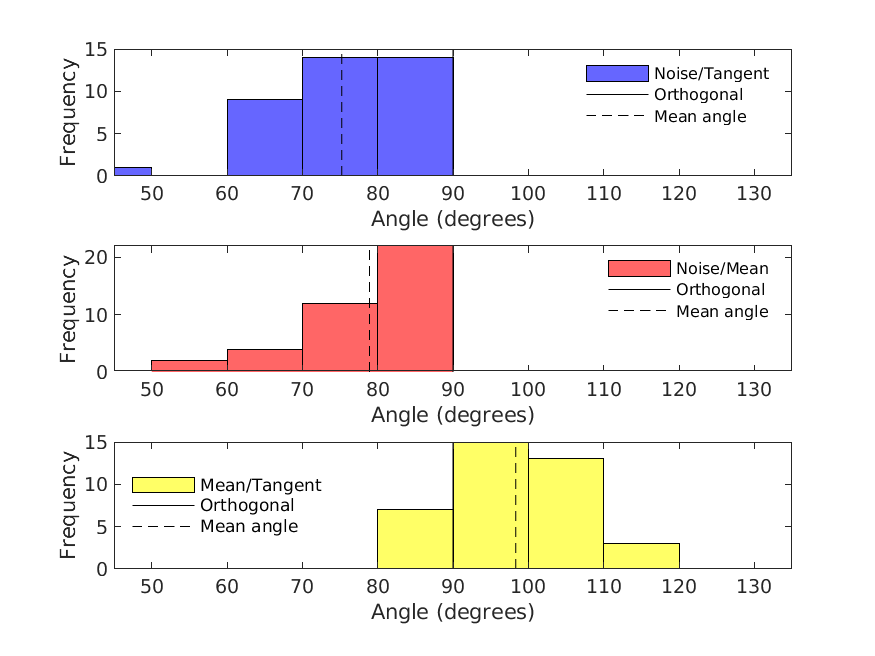 15
10
5
0
Frequency
Noise/Tangent
Orthogonal
Mean angle
50 60 70 80 90 100 110 120 130
Angle (degrees)
20
10
0
Frequency
Noise/Mean
Orthogonal
Mean angle
50 60 70 80 90 100 110 120 130
Angle (degrees)
15
10
5
0
Frequency
Mean/Tangent
Orthogonal
Mean angle
50 60 70 80 90 100 110 120 130
Angle (degrees)